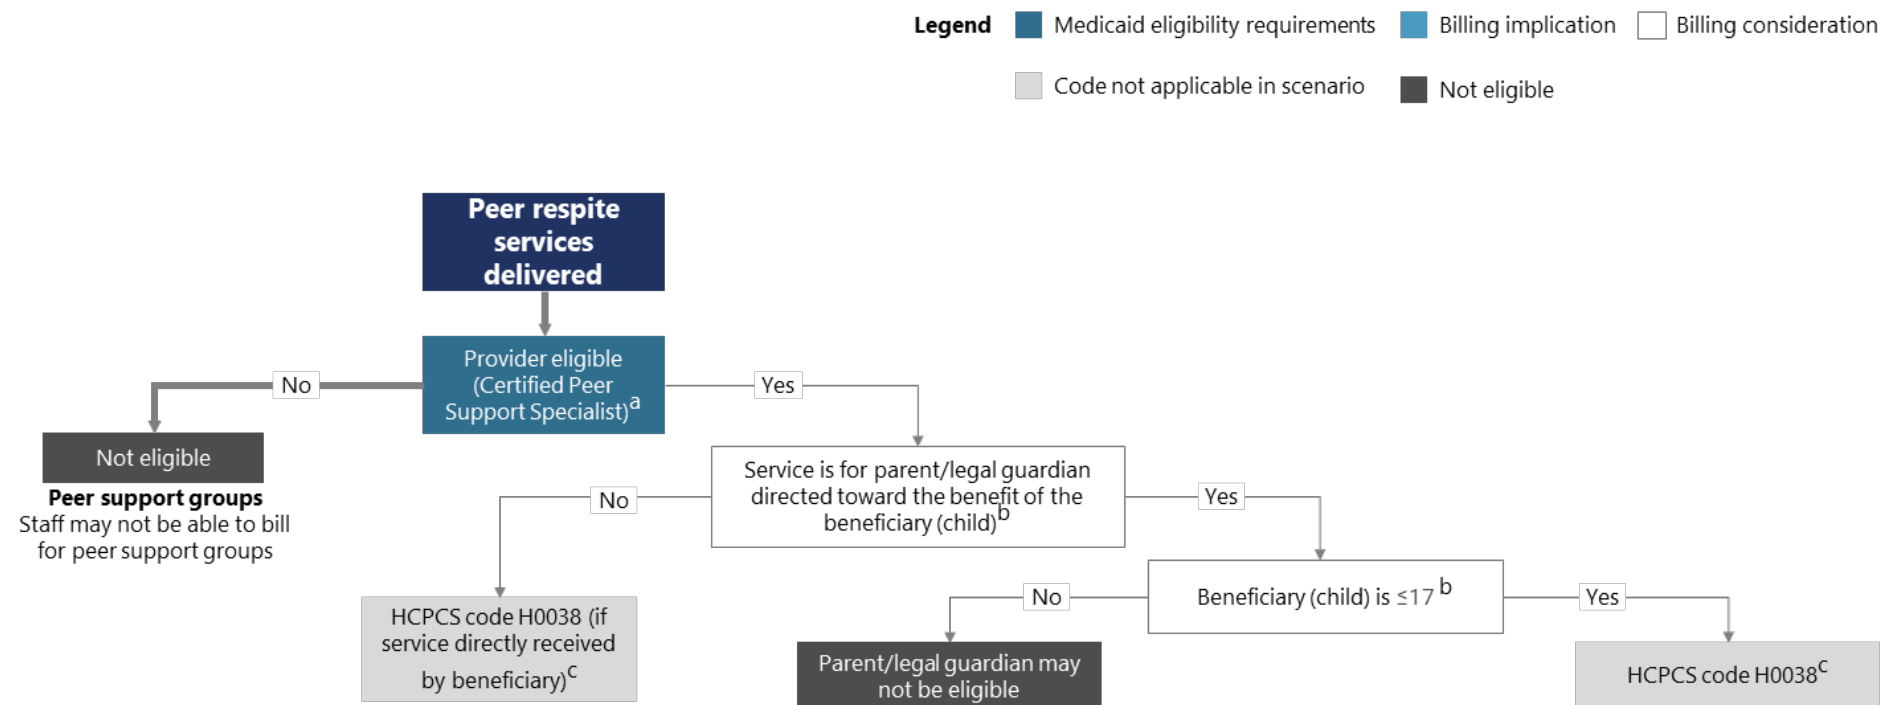 Legend Medicaid eligibility requirements Billing implication Billing consideration
Code not applicable in scenario Not eligible
Peer respite
services
delivered
Provider eligible
(Certified Peer
Support Specialist)a
No
Yes
Not eligible
Peer support groups
Staff may not be able to bill
for peer support groups
Service is for parent/legal guardian
directed toward the benefit of the
beneficiary (child)b
No
Yes
HCPCS code H0038 (if
service directly received
by beneficiary)c
Beneficiary (child) is ≤17 b
No
Yes
Parent/legal guardian may
not be eligible
HCPCS code H0038c